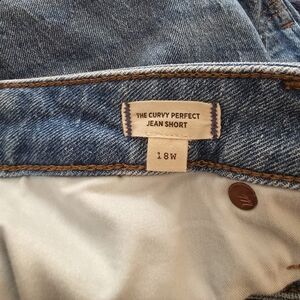 THE CURVY PERFECT
JEAN SHORT
18W